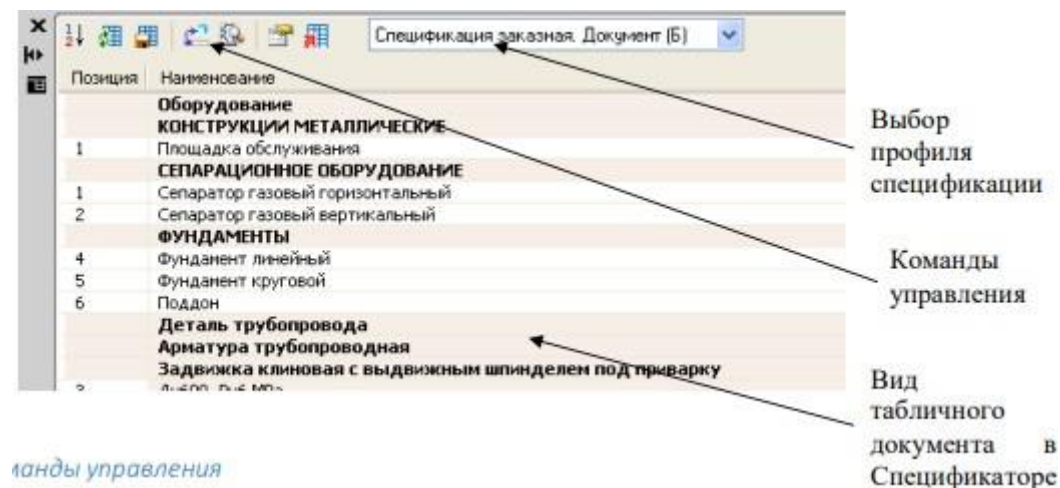 Спецификация заказная. Документ (Б)
Позиция Наименование
Оборудование
КОНСТРУКЦИИ МЕТАЛЛИЧЕСКИЕ
1 Площадка обслуживания
СЕПАРАЦИОННОЕ ОБОРУДОВАНИЕ
1 Сепаратор газовый горизонтальный
2 Сепаратор газовый вертикальный
ФУНДАМЕНТЫ
4 Фундамент линейный
5 Фундамент круговой
6 Поддон
Деталь трубопровода
Арматура трубопроводная
Задвижка клиновая с выдвижным шпинделем под приварку
Выбор
профиля
спецификации
Команды
управления
Вид
табличного
документа в
Спецификаторе
управления